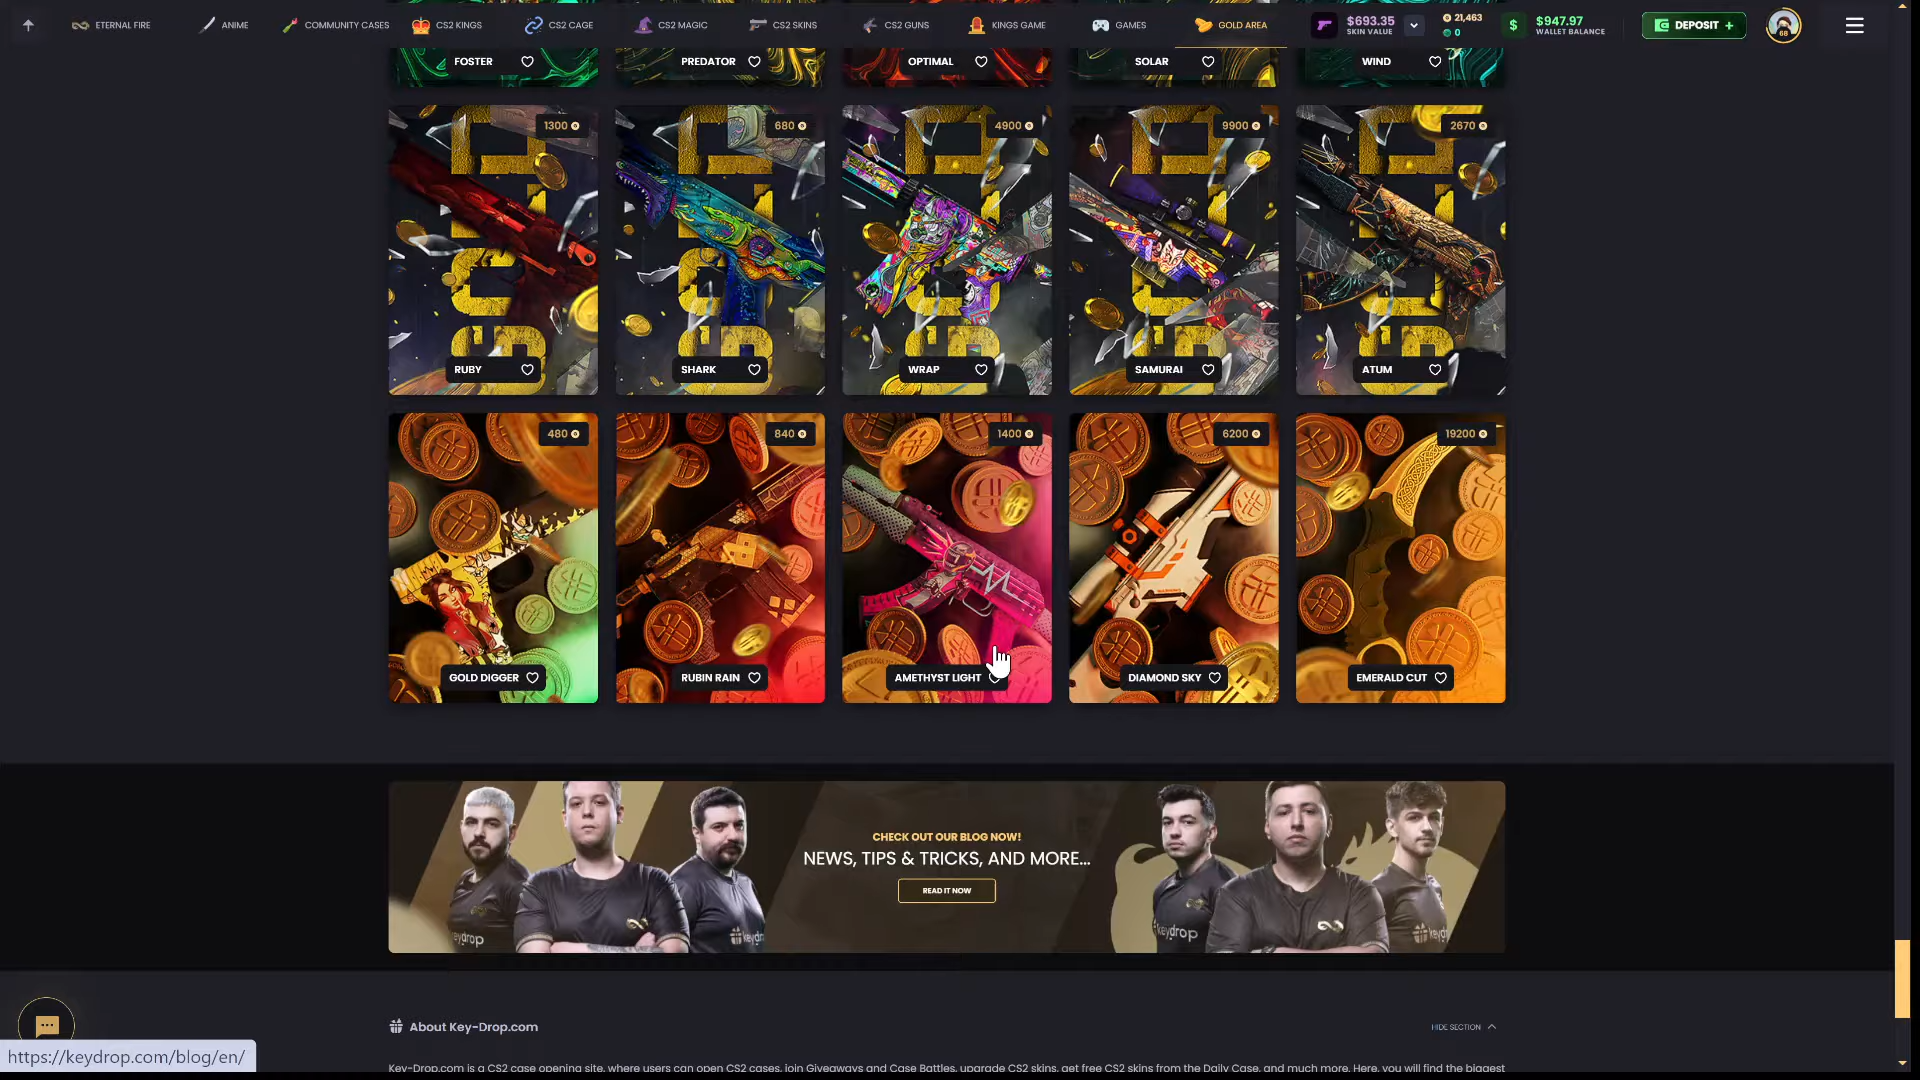 ETERNAL FIRE
ANIME
COMMUNITY CASES
CS2 KINGS
CS2 CAGE
CS2 MAGIC
CS2 SKINS
CS2 GUNS
KINGS GAME
GAMES
GOLD AREA
$693.35
SKIN VALUE
21,463
0
$947.97
WALLET BALANCE
DEPOSIT +
68
FOSTER
PREDATOR
OPTIMAL
SOLAR
WIND
1300
680
4900
9900
2670
RUBY
SHARK
WRAP
SAMURAI
ATUM
480
840
1400
6200
19200
GOLD DIGGER
RUBIN RAIN
AMETHYST LIGHT
DIAMOND SKY
EMERALD CUT
CHECK OUT OUR BLOG NOW!
NEWS, TIPS & TRICKS, AND MORE...
READ IT NOW
keydrop
keydrop
keydrop
keydrop
About Key-Drop.com
HIDE SECTION
https://keydrop.com/blog/en/
Key-Drop.com is a CS2 case opening site, where users can open CS2 cases, join Giveaways and Case Battles, upgrade CS2 skins, get free CS2 skins from the Daily Case, and much more. Here, you will find the biggest